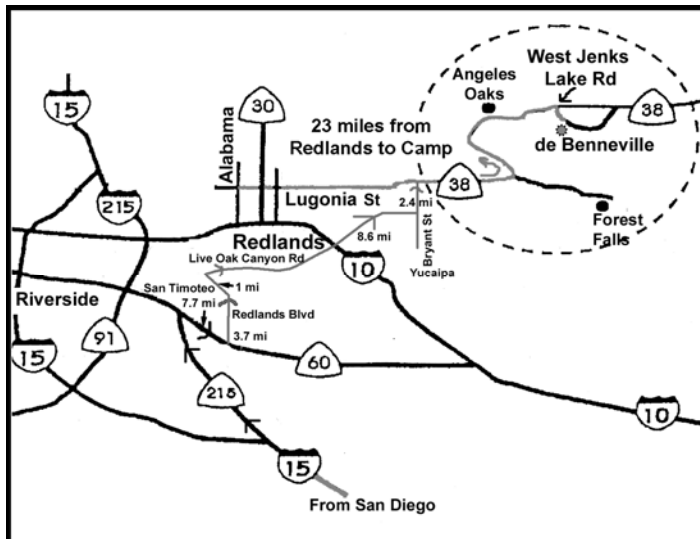 West Jenks
Lake Rd
Angeles
Oaks
15
30
38
23 miles from
Redlands to Camp
de Benneville
Alabama
215
Lugonia St
38
2.4 mi
Forest
Falls
Redlands
8.6 mi
Bryant St
Yucaipa
Live Oak Canyon Rd
10
San Timoteo
1 mi
7.7 mi
Riverside
Redlands Blvd
3.7 mi
91
15
60
215
10
15
From San Diego